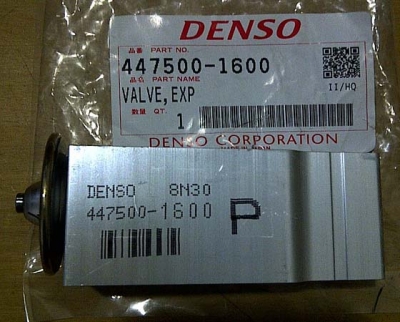 DENSO
品番 PART NO.
447500-1600
品名 PART NAME
VALVE,EXP
II/HQ
数量 QT. 1
DENSO CORPORATION
DENSO 8N30
447500-1600
P